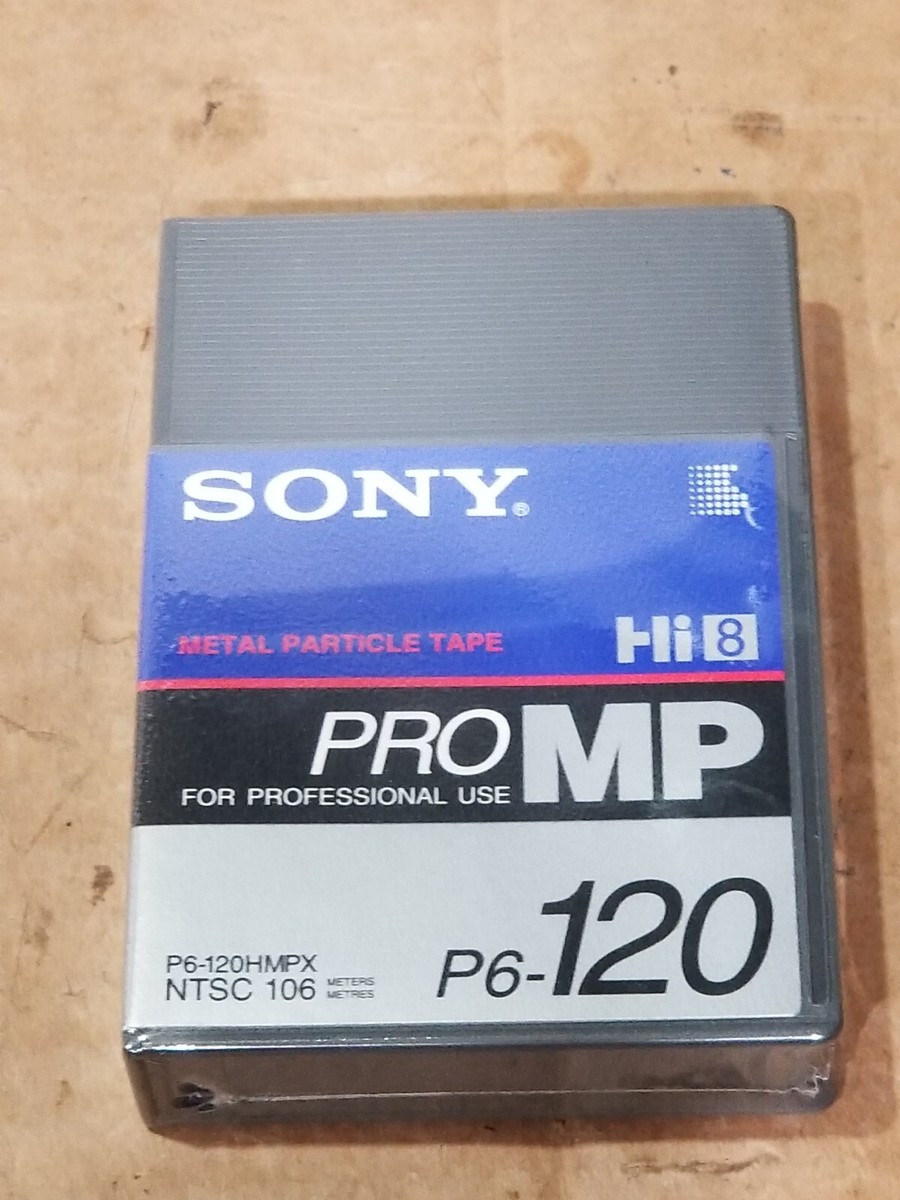 SONY®
METAL PARTICLE TAPE
Hi8
PRO MP
FOR PROFESSIONAL USE
P6-120
P6-120HMPX
NTSC 106 METERS
METRES